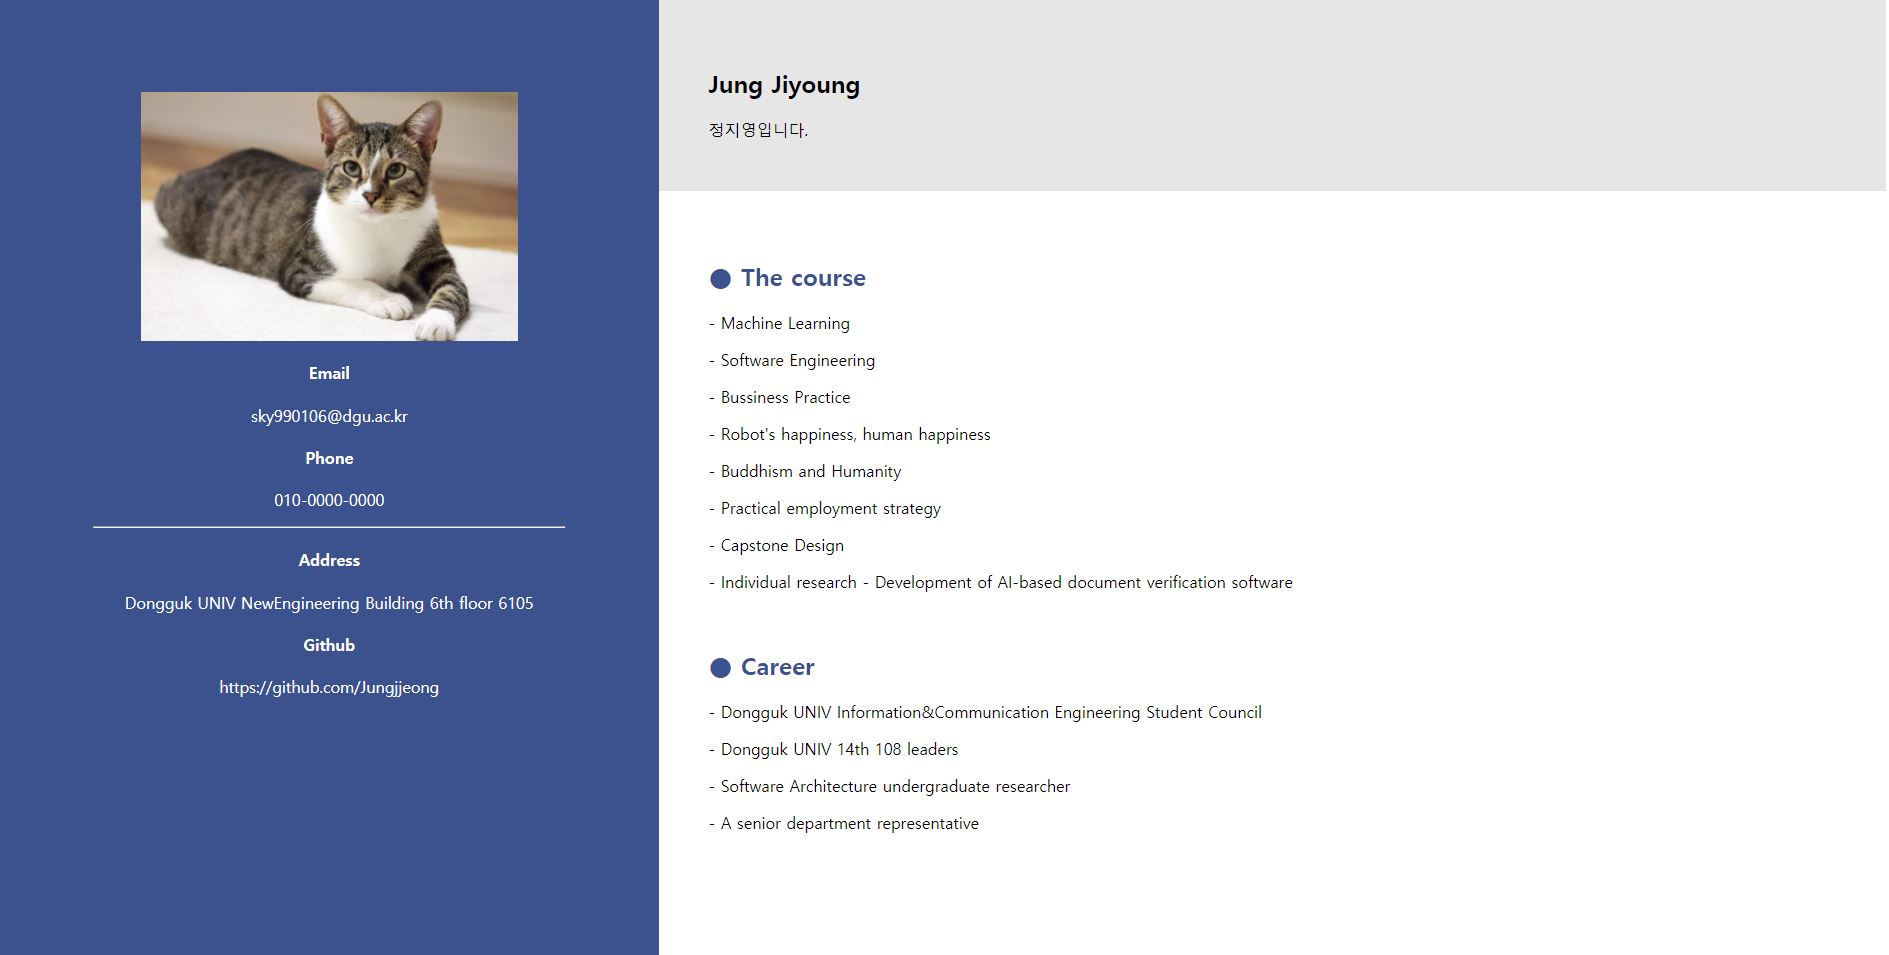 Email
sky990106@dgu.ac.kr
Phone
010-0000-0000
Address
Dongguk UNIV NewEngineering Building 6th floor 6105
Github
https://github.com/Jungjjeong
Jung Jiyoung
정지영입니다.
● The course
- Machine Learning
- Software Engineering
- Bussiness Practice
- Robot's happiness, human happiness
- Buddhism and Humanity
- Practical employment strategy
- Capstone Design
- Individual research - Development of AI-based document verification software
● Career
- Dongguk UNIV Information&Communication Engineering Student Council
- Dongguk UNIV 14th 108 leaders
- Software Architecture undergraduate researcher
- A senior department representative